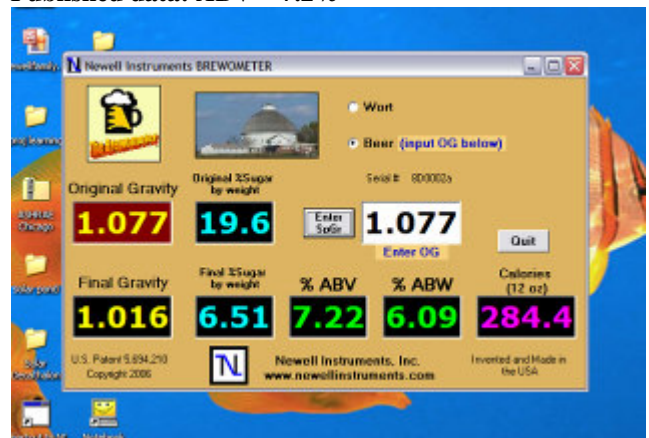 Newell Instruments BREWOMETER
Wort
Beer (input OG below)
Original %Sugar
by weight
Serial #: 8D0002a
Original Gravity
1.077
19.6
Enter
SpGr
1.077
Enter OG
Quit
Final Gravity
Final %Sugar
by weight
% ABV
% ABW
Calories
(12 oz)
1.016
6.51
7.22
6.09
284.4
U.S. Patent 5,694,210
Copyright 2006
N
Newell Instruments, Inc.
www.newellinstruments.com
Invented and Made in
the USA
Chicago